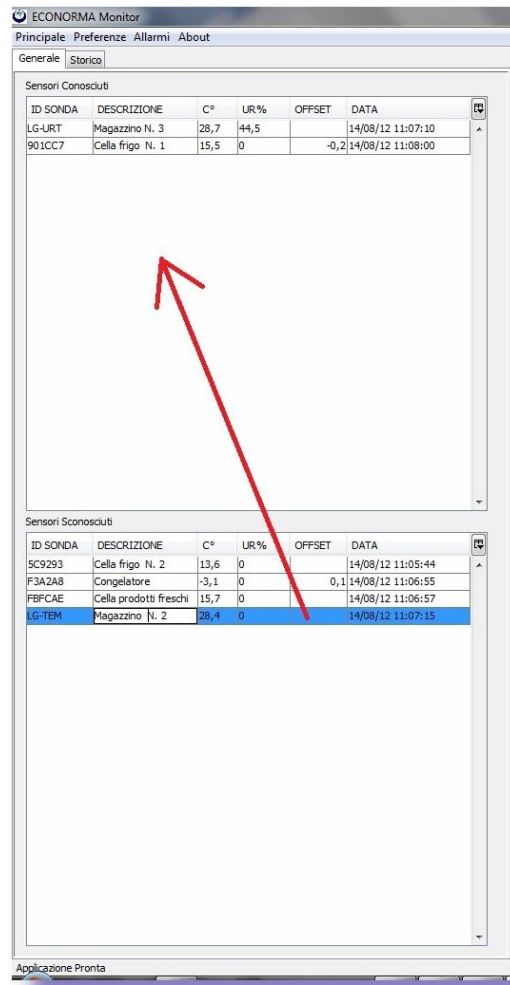 ECONORMA Monitor
Principale Preferenze Allarmi About
Generale Storico
Sensori Conosciuti
ID SONDA DESCRIZIONE C° UR% OFFSET DATA
LG-URT Magazzino N. 3 28,7 44,5 14/08/12 11:07:10
901CC7 Cella frigo N. 1 15,5 0 -0,2 14/08/12 11:08:00
Sensori Sconosciuti
ID SONDA DESCRIZIONE C° UR% OFFSET DATA
5C9293 Cella frigo N. 2 13,6 0 14/08/12 11:05:44
F3A2A8 Congelatore -3,1 0 0,1 14/08/12 11:06:55
FBFCAE Cella prodotti freschi 15,7 0 14/08/12 11:06:57
LG-TEM Magazzino N. 2 28,4 0 14/08/12 11:07:15
Applicazione Pronta